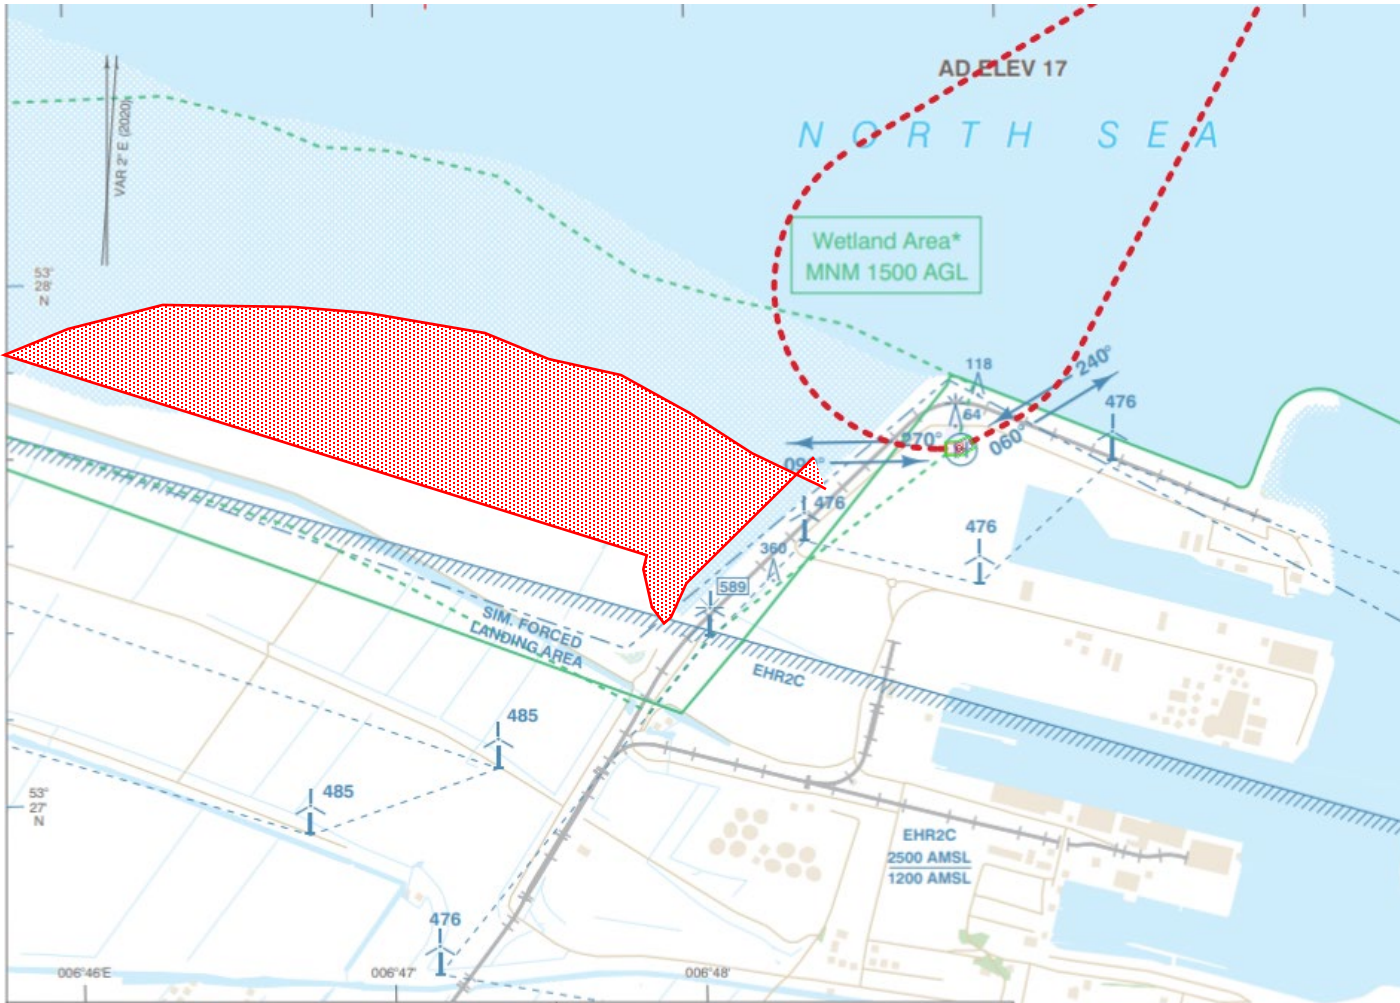 AD ELEV 17
NORTH SEA
VAR 2° E (2020)
Wetland Area*
MNM 1500 AGL
53°
28'
N
118
240°
476
64
270°
060°
476
476
360
589
SIM. FORCED
LANDING AREA
EHR2C
485
485
53°
27'
N
EHR2C
2500 AMSL
1200 AMSL
476
006°46'E
006°47'
006°48'